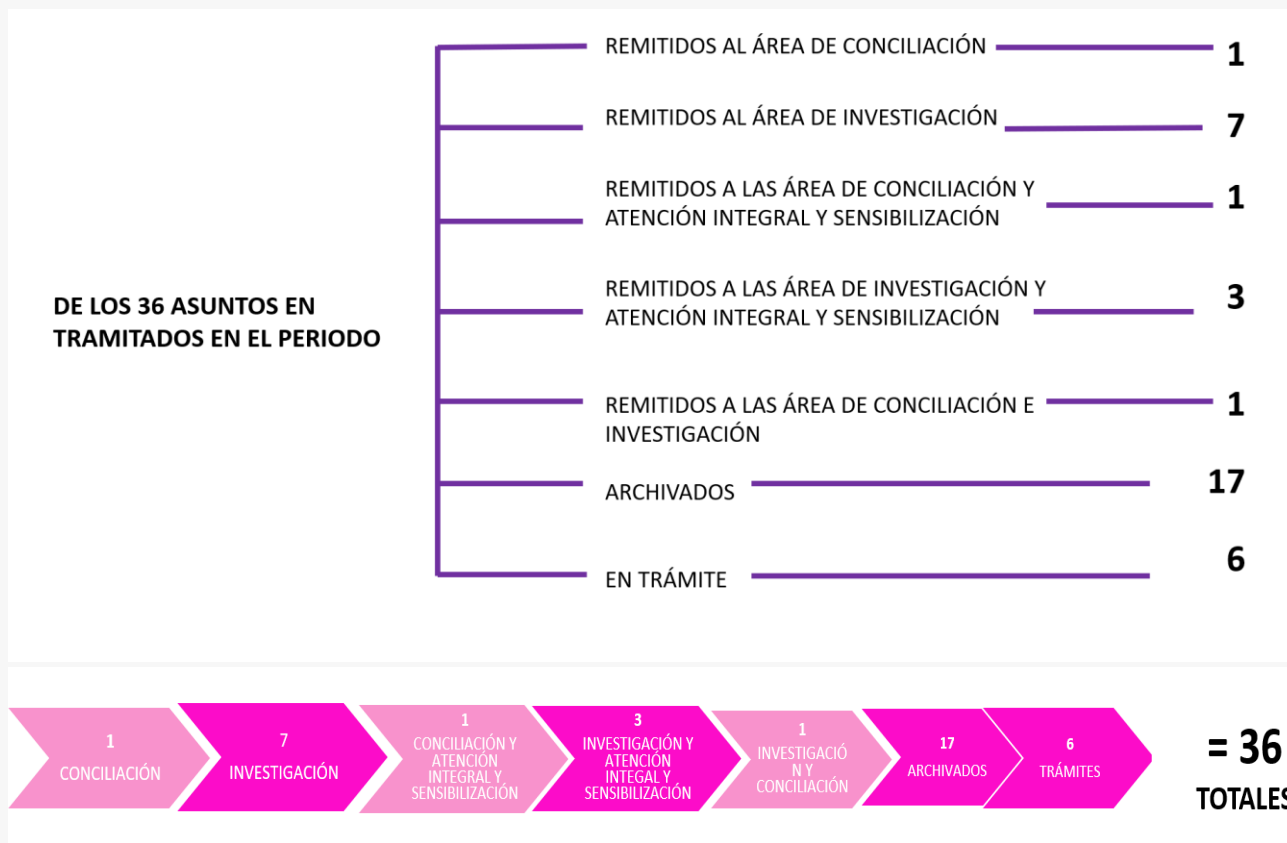 REMITIDOS AL ÁREA DE CONCILIACIÓN 1
REMITIDOS AL ÁREA DE INVESTIGACIÓN 7
REMITIDOS A LAS ÁREA DE CONCILIACIÓN Y
ATENCIÓN INTEGRAL Y SENSIBILIZACIÓN
1
DE LOS 36 ASUNTOS EN
TRAMITADOS EN EL PERIODO
REMITIDOS A LAS ÁREA DE INVESTIGACIÓN Y
ATENCIÓN INTEGRAL Y SENSIBILIZACIÓN
3
REMITIDOS A LAS ÁREA DE CONCILIACIÓN E
INVESTIGACIÓN
1
ARCHIVADOS 17
EN TRÁMITE 6
1
CONCILIACIÓN
7
INVESTIGACIÓN
1
CONCILIACIÓN Y
ATENCIÓN
INTEGRAL Y
SENSIBILIZACIÓN
3
INVESTIGACIÓN Y
ATENCIÓN
INTEGAL Y
SENSIBILIZACIÓN
1
INVESTIGACIÓ
N Y
CONCILIACIÓN
17
ARCHIVADOS
6
TRÁMITES
= 36
TOTALES